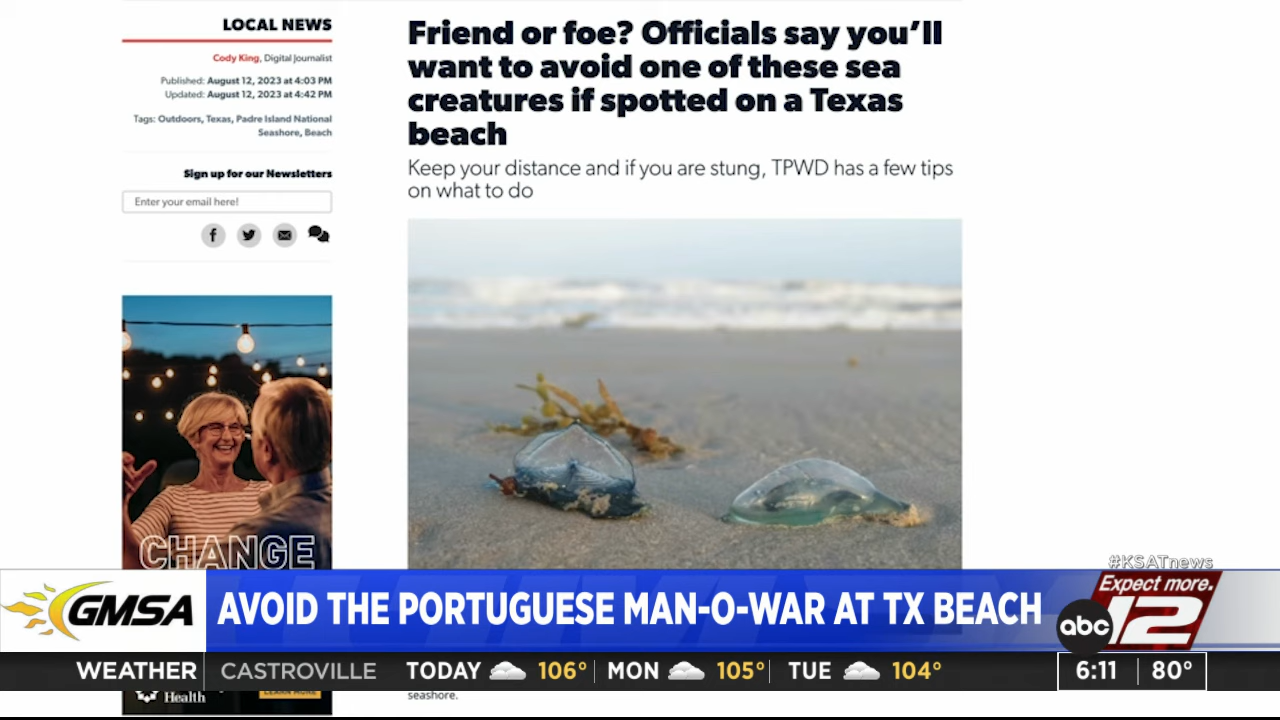 LOCAL NEWS
Cody King, Digital Journalist
Published: August 12, 2023 at 4:03 PM
Updated: August 12, 2023 at 4:42 PM
Tags: Outdoors, Texas, Padre Island National
Seashore, Beach
Sign up for our Newsletters
Enter your email here!
Friend or foe? Officials say you’ll
want to avoid one of these sea
creatures if spotted on a Texas
beach
Keep your distance and if you are stung, TPWD has a few tips
on what to do
CHANGE
#KSATnews
GMSA
AVOID THE PORTUGUESE MAN-O-WAR AT TX BEACH
Expect more.
abc 12
WEATHER CASTROVILLE TODAY 106° MON 105° TUE 104° 6:11 80°
Health
LEARN MORE
seashore.